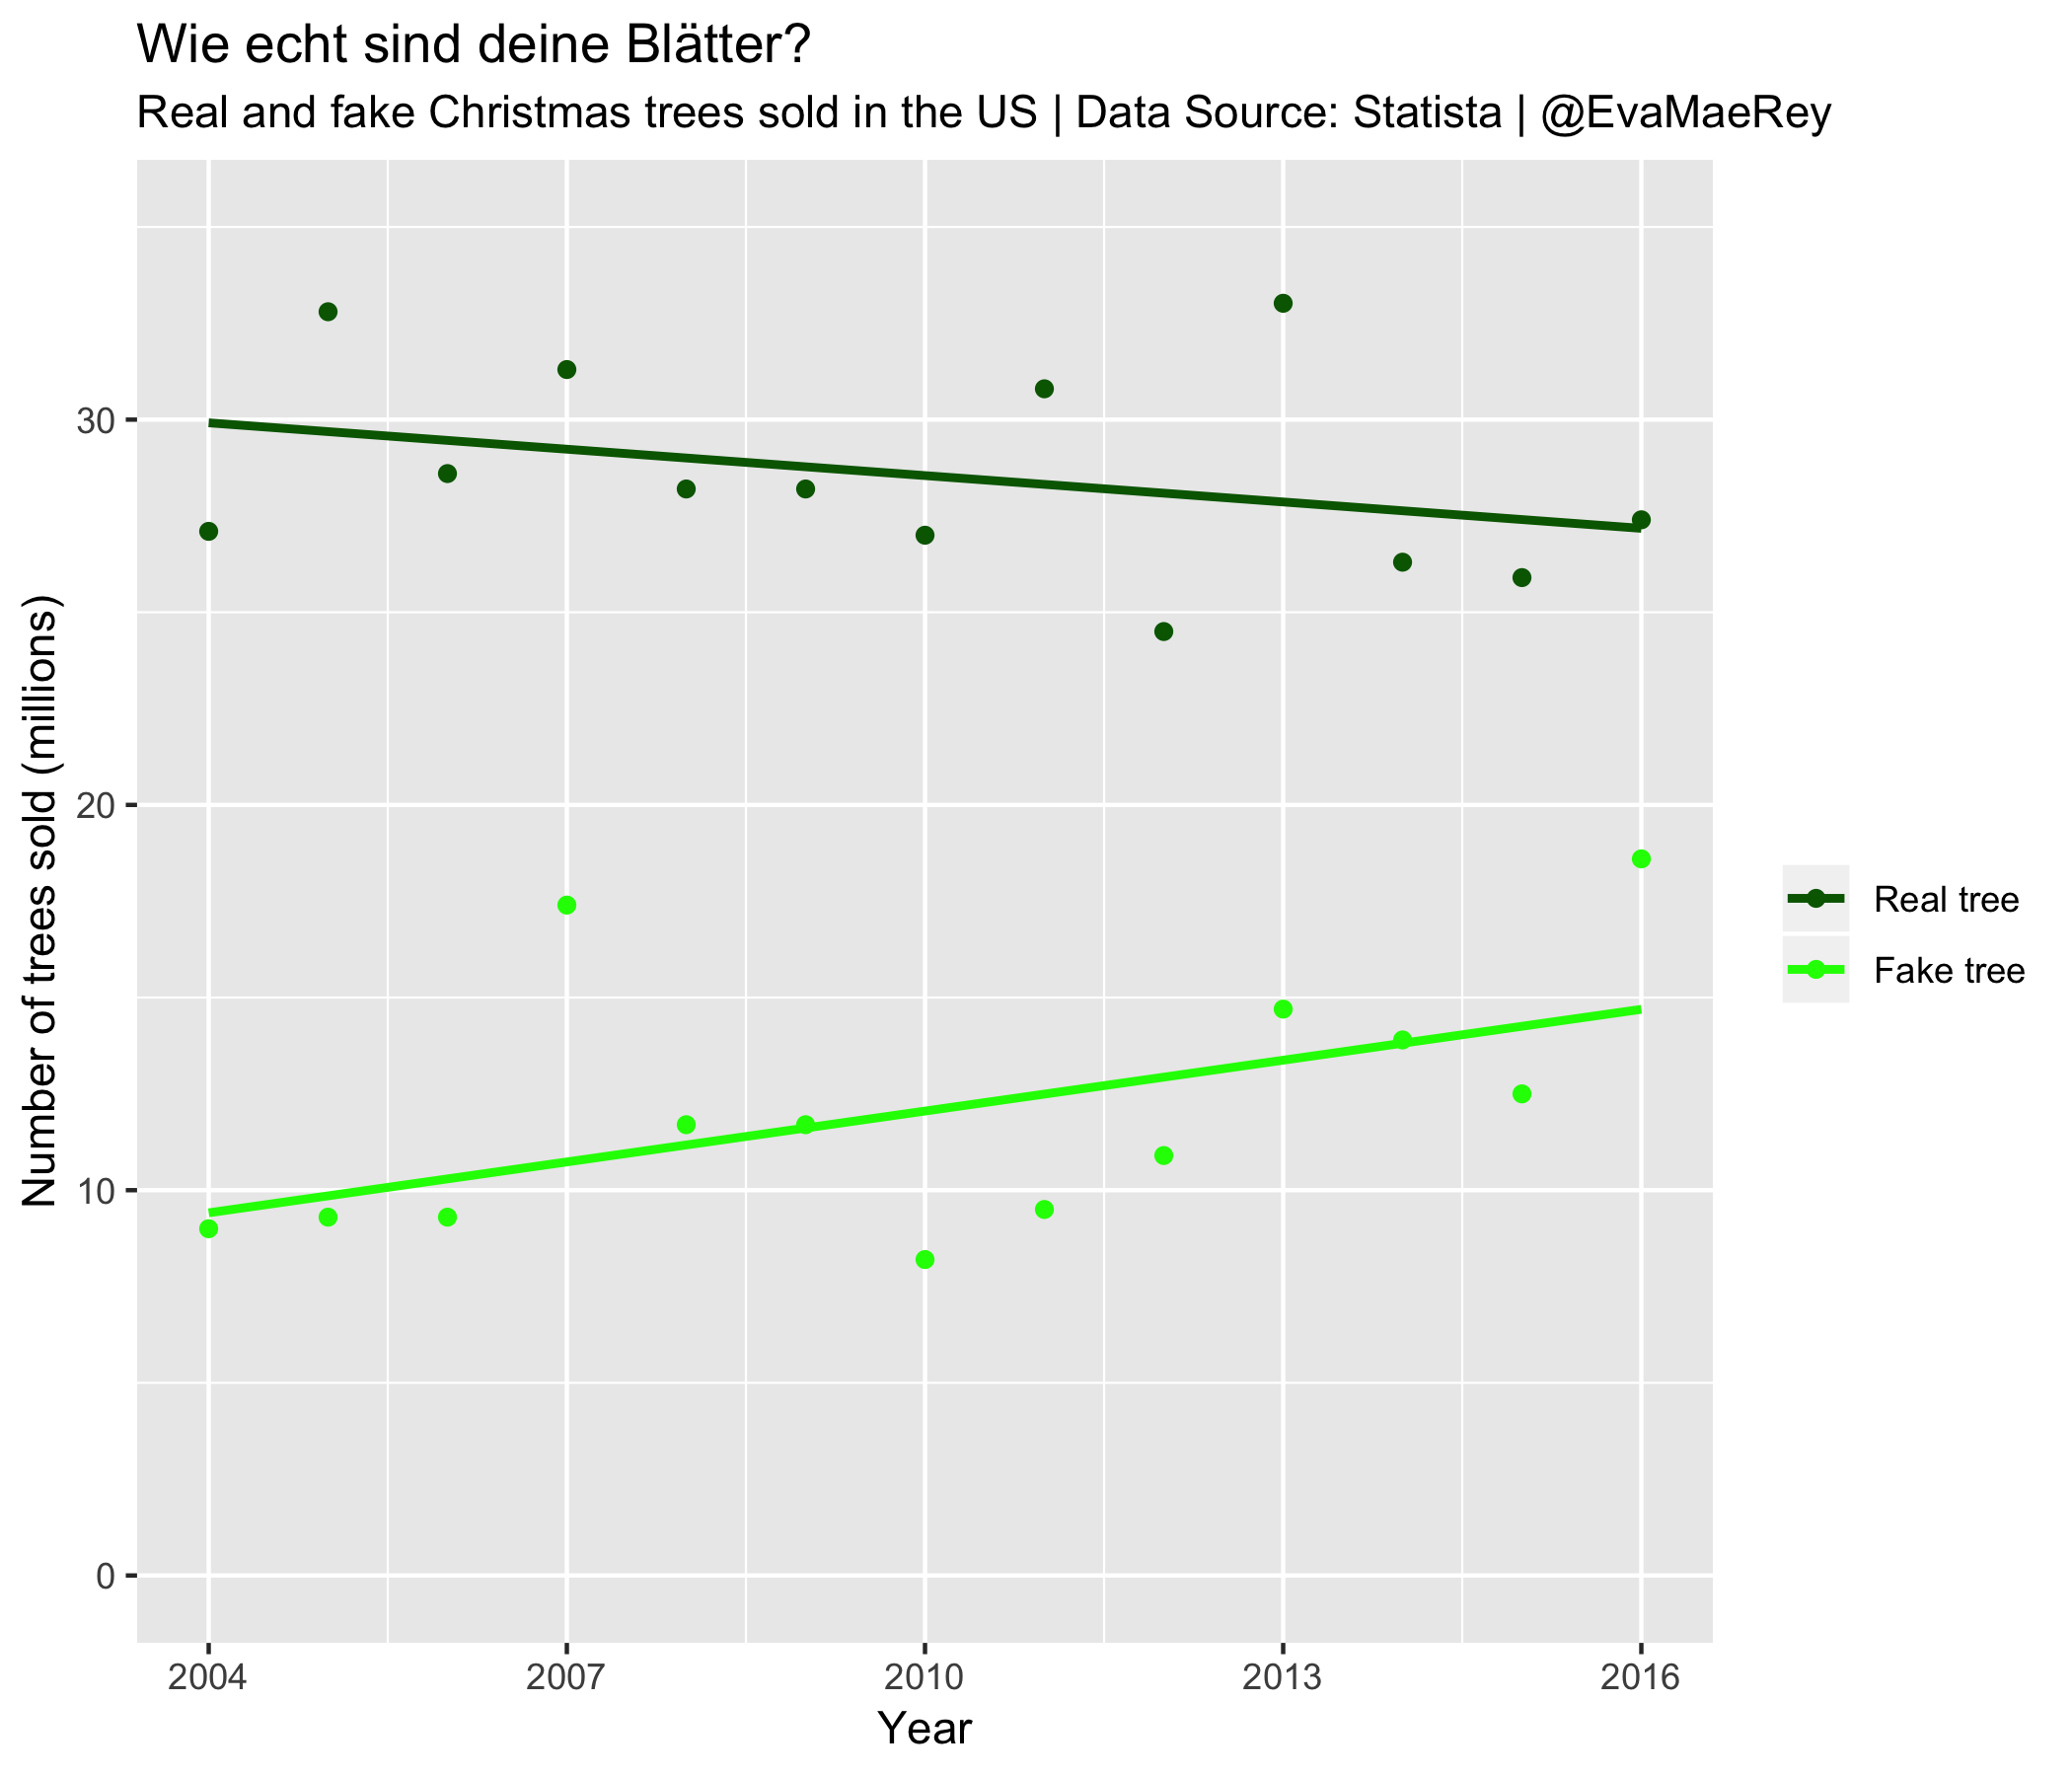 Wie echt sind deine Blätter?
Real and fake Christmas trees sold in the US | Data Source: Statista | @EvaMaeRey
Number of trees sold (millions)
30
20
10
0
2004
2007
2010
2013
2016
Year
Real tree
Fake tree